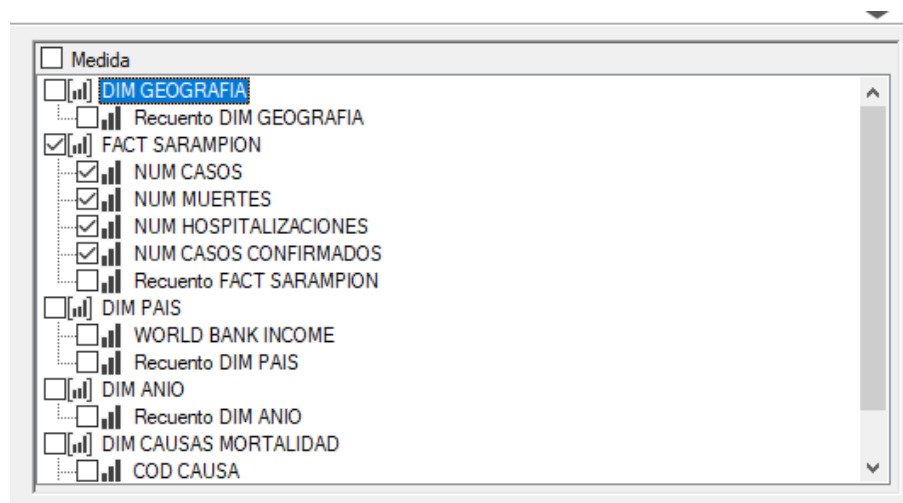 Medida
DIM GEOGRAFIA
Recuento DIM GEOGRAFIA
FACT SARAMPION
NUM CASOS
NUM MUERTES
NUM HOSPITALIZACIONES
NUM CASOS CONFIRMADOS
Recuento FACT SARAMPION
DIM PAIS
WORLD BANK INCOME
Recuento DIM PAIS
DIM ANIO
Recuento DIM ANIO
DIM CAUSAS MORTALIDAD
COD CAUSA